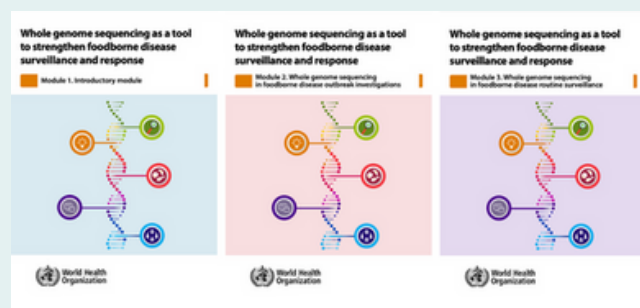 Whole genome sequencing as a tool
to strengthen foodborne disease
surveillance and response
Module 1. Introductory module
World Health
Organization
Whole genome sequencing as a tool
to strengthen foodborne disease
surveillance and response
Module 2. Whole genome sequencing
in foodborne disease outbreak investigations
World Health
Organization
Whole genome sequencing as a tool
to strengthen foodborne disease
surveillance and response
Module 3. Whole genome sequencing
in foodborne disease routine surveillance
World Health
Organization